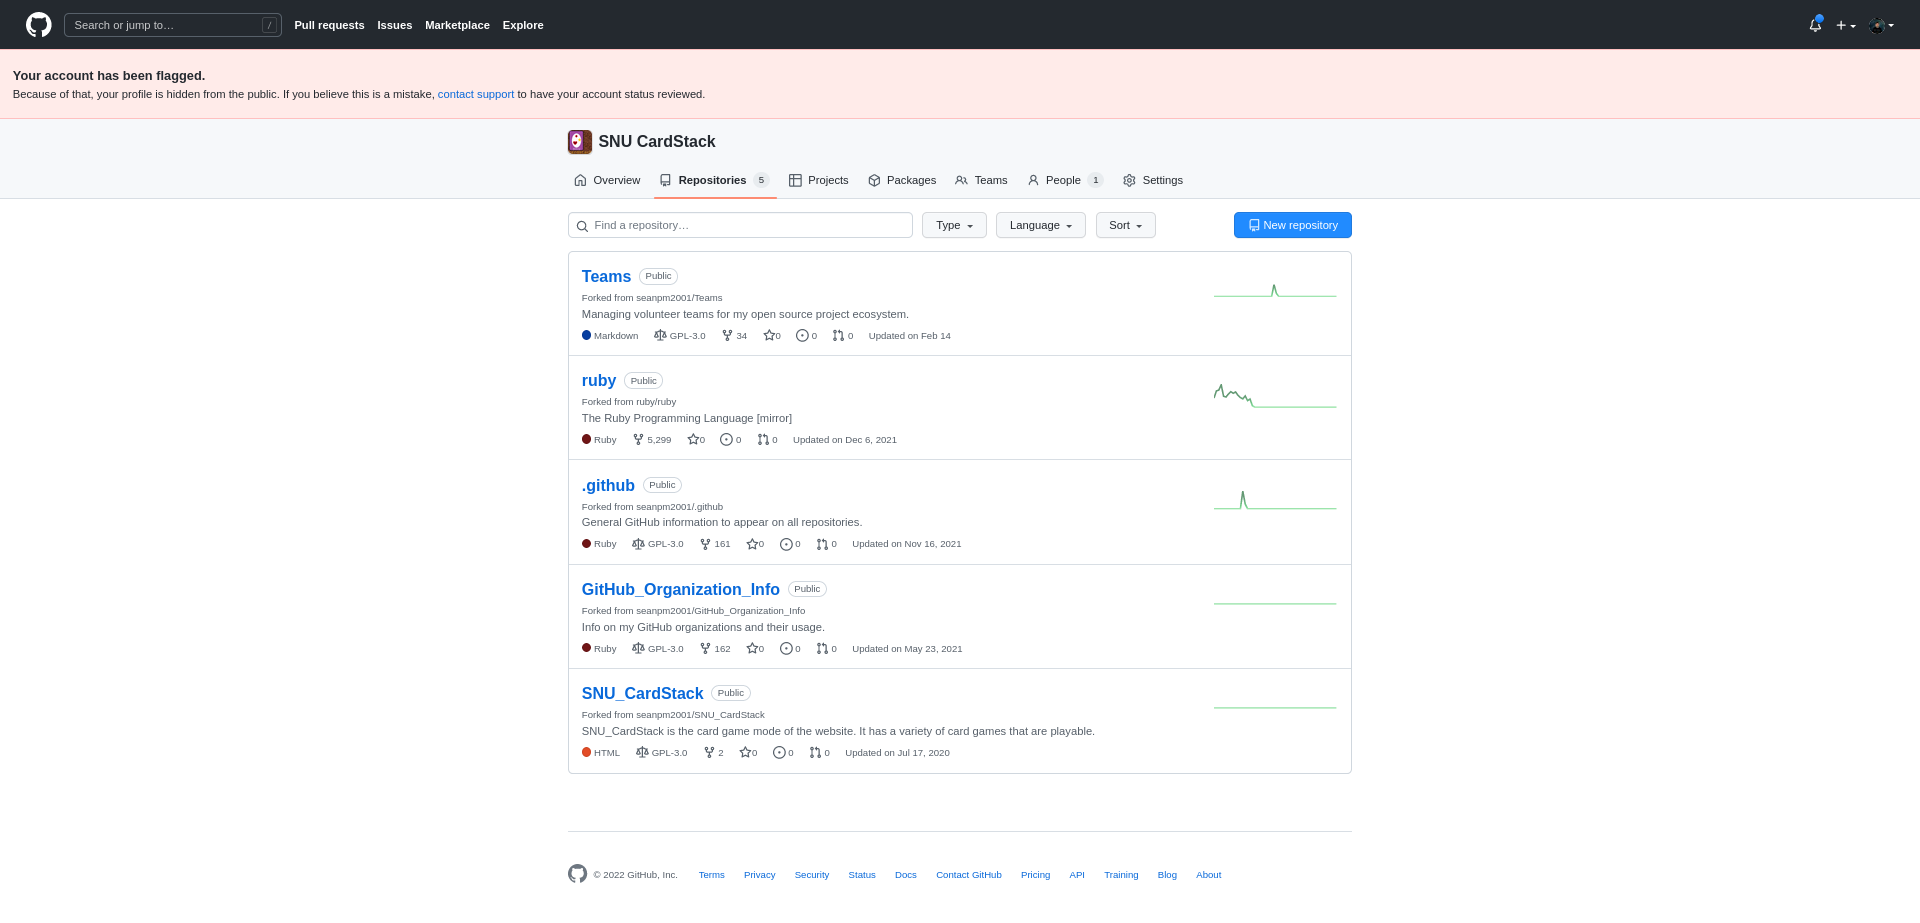 Search or jump to… /
Pull requests Issues Marketplace Explore
Your account has been flagged.
Because of that, your profile is hidden from the public. If you believe this is a mistake, contact support to have your account status reviewed.
SNU CardStack
Overview Repositories 5 Projects Packages Teams People 1 Settings
Find a repository… Type Language Sort New repository
Teams Public
Forked from seanpm2001/Teams
Managing volunteer teams for my open source project ecosystem.
Markdown GPL-3.0 34 0 0 0 Updated on Feb 14
ruby Public
Forked from ruby/ruby
The Ruby Programming Language [mirror]
Ruby 5,299 0 0 0 Updated on Dec 6, 2021
.github Public
Forked from seanpm2001/.github
General GitHub information to appear on all repositories.
Ruby GPL-3.0 161 0 0 0 Updated on Nov 16, 2021
GitHub_Organization_Info Public
Forked from seanpm2001/GitHub_Organization_Info
Info on my GitHub organizations and their usage.
Ruby GPL-3.0 162 0 0 0 Updated on May 23, 2021
SNU_CardStack Public
Forked from seanpm2001/SNU_CardStack
SNU_CardStack is the card game mode of the website. It has a variety of card games that are playable.
HTML GPL-3.0 2 0 0 0 Updated on Jul 17, 2020
© 2022 GitHub, Inc. Terms Privacy Security Status Docs Contact GitHub Pricing API Training Blog About